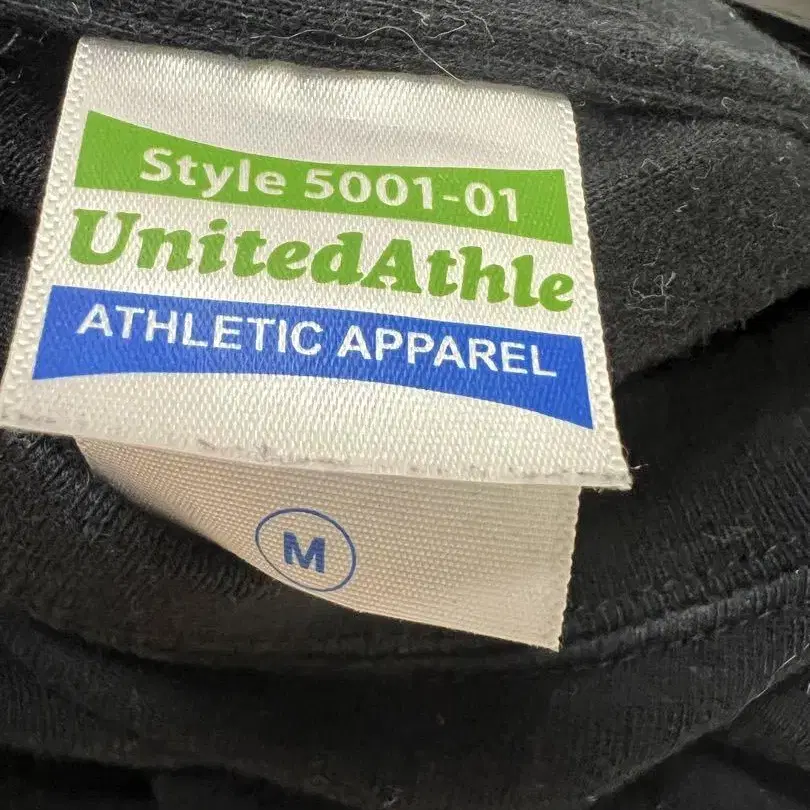 Style 5001-01
UnitedAthle
ATHLETIC APPAREL
M